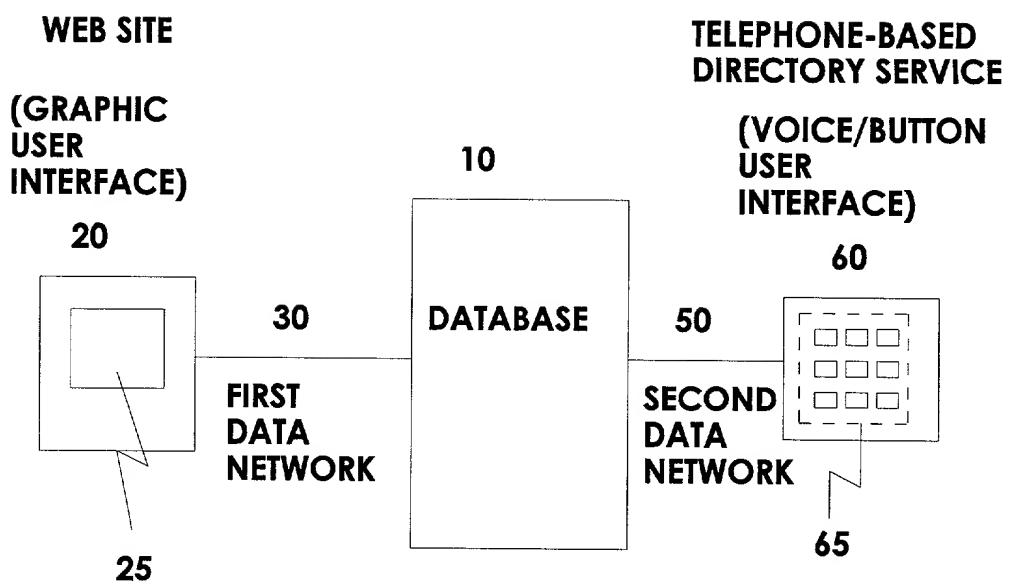 WEB SITE
(GRAPHIC
USER
INTERFACE)
20
25
30
FIRST
DATA
NETWORK
10
DATABASE
50
SECOND
DATA
NETWORK
TELEPHONE-BASED
DIRECTORY SERVICE
(VOICE/BUTTON
USER
INTERFACE)
60
65